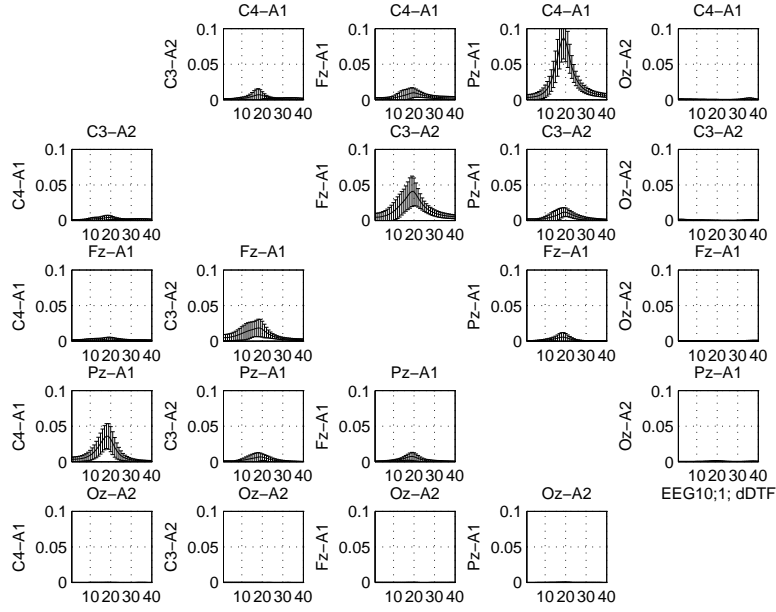 C4−A1 C4−A1 C4−A1 C4−A1
C3−A2 Fz−A1 Pz−A1 Oz−A2
0.1 0.1 0.1 0.1
0.05 0.05 0.05 0.05
0 0 0 0
10 20 30 40 10 20 30 40 10 20 30 40 10 20 30 40
C3−A2 C3−A2 C3−A2 C3−A2
C4−A1 Fz−A1 Pz−A1 Oz−A2
0.1 0.1 0.1 0.1
0.05 0.05 0.05 0.05
0 0 0 0
10 20 30 40 10 20 30 40 10 20 30 40 10 20 30 40
Fz−A1 Fz−A1 Fz−A1 Fz−A1
C4−A1 C3−A2 Pz−A1 Oz−A2
0.1 0.1 0.1 0.1
0.05 0.05 0.05 0.05
0 0 0 0
10 20 30 40 10 20 30 40 10 20 30 40 10 20 30 40
Pz−A1 Pz−A1 Pz−A1 Pz−A1
C4−A1 C3−A2 Fz−A1 Oz−A2
0.1 0.1 0.1 0.1
0.05 0.05 0.05 0.05
0 0 0 0
10 20 30 40 10 20 30 40 10 20 30 40 10 20 30 40
Oz−A2 Oz−A2 Oz−A2 Oz−A2 EEG10;1; dDTF
C4−A1 C3−A2 Fz−A1 Pz−A1
0.1 0.1 0.1 0.1
0.05 0.05 0.05 0.05
0 0 0 0
10 20 30 40 10 20 30 40 10 20 30 40 10 20 30 40